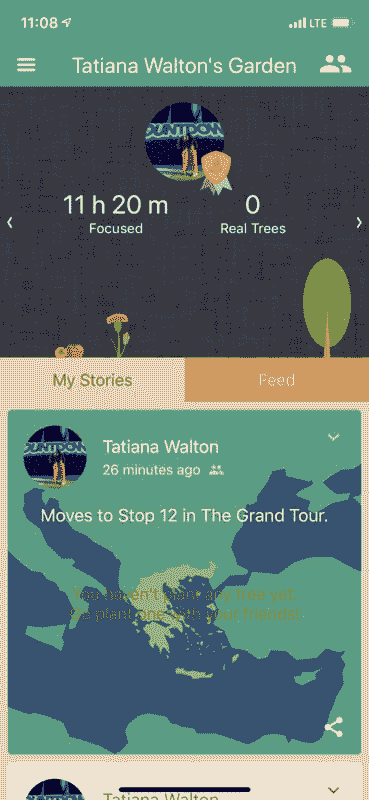 11:08
LTE
Tatiana Walton's Garden
11 h 20 m
0
Focused
Real Trees
My Stories
Feed
Tatiana Walton
26 minutes ago
Moves to Stop 12 in The Grand Tour.
You haven't plant any tree yet.
Go plant one with your friends!
Tatiana Walton